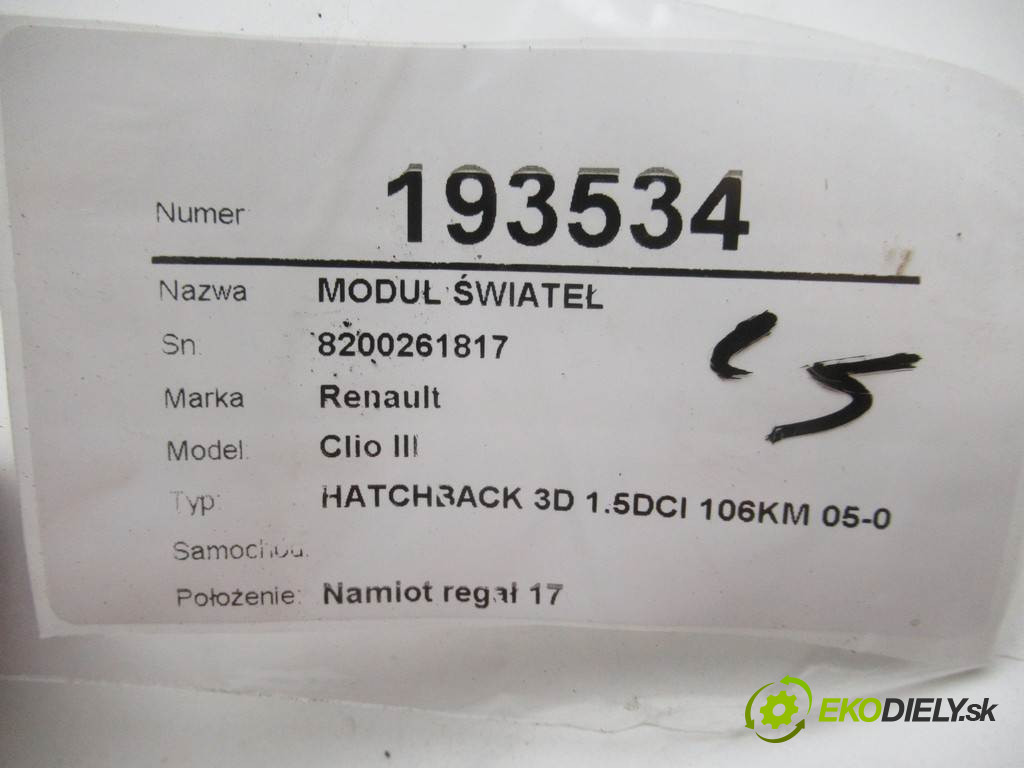 Numer 193534
Nazwa MODUŁ ŚWIATEŁ
Sn. 8200261817
Marka Renault
Model: Clio III
Typ: HATCHBACK 3D 1.5DCI 106KM 05-0
Samochód:
Położenie: Namiot regał 17
EKODIELY.sk